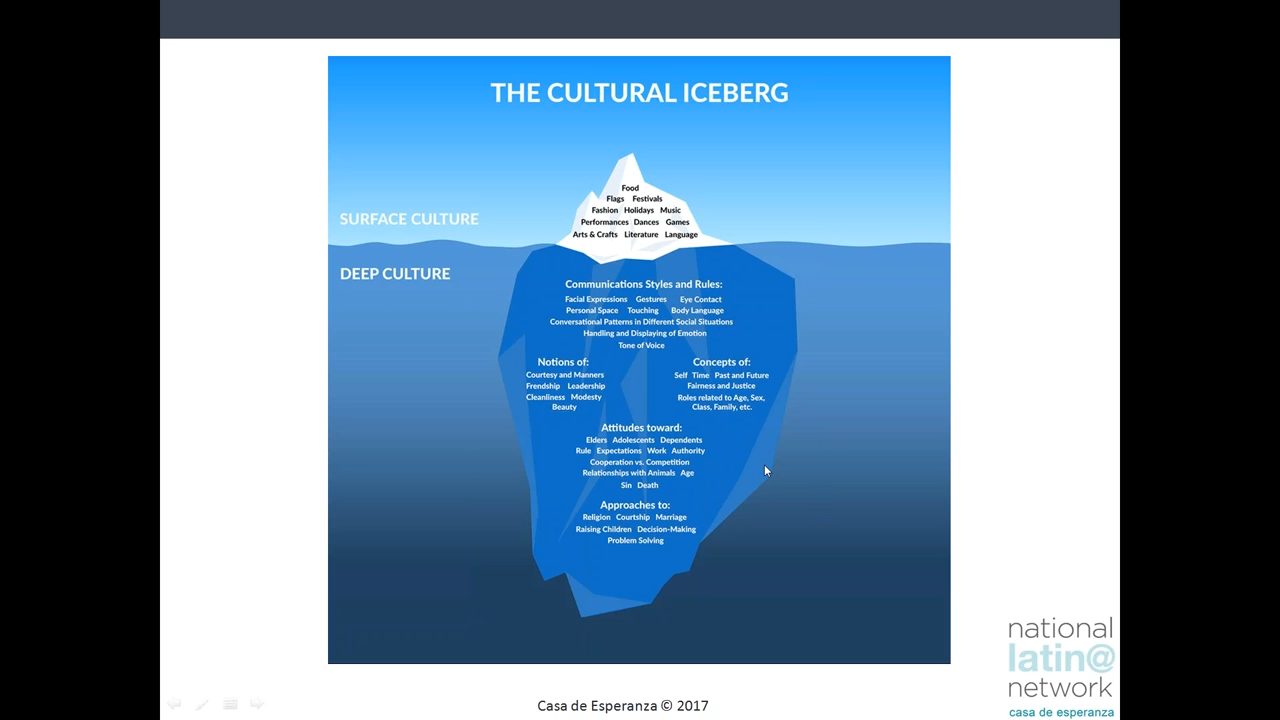 THE CULTURAL ICEBERG
Food
Flags Festivals
Fashion Holidays Music
Performances Dances Games
Arts & Crafts Literature Language
SURFACE CULTURE
DEEP CULTURE
Communications Styles and Rules:
Facial Expressions Gestures Eye Contact
Personal Space Touching Body Language
Conversational Patterns in Different Social Situations
Handling and Displaying of Emotion
Tone of Voice
Notions of:
Courtesy and Manners
Frendship Leadership
Cleanliness Modesty
Beauty
Concepts of:
Self Time Past and Future
Fairness and Justice
Roles related to Age, Sex,
Class, Family, etc.
Attitudes toward:
Elders Adolescents Dependents
Rule Expectations Work Authority
Cooperation vs. Competition
Relationships with Animals Age
Sin Death
Approaches to:
Religion Courtship Marriage
Raising Children Decision-Making
Problem Solving
national
latin@
network
casa de esperanza
Casa de Esperanza © 2017